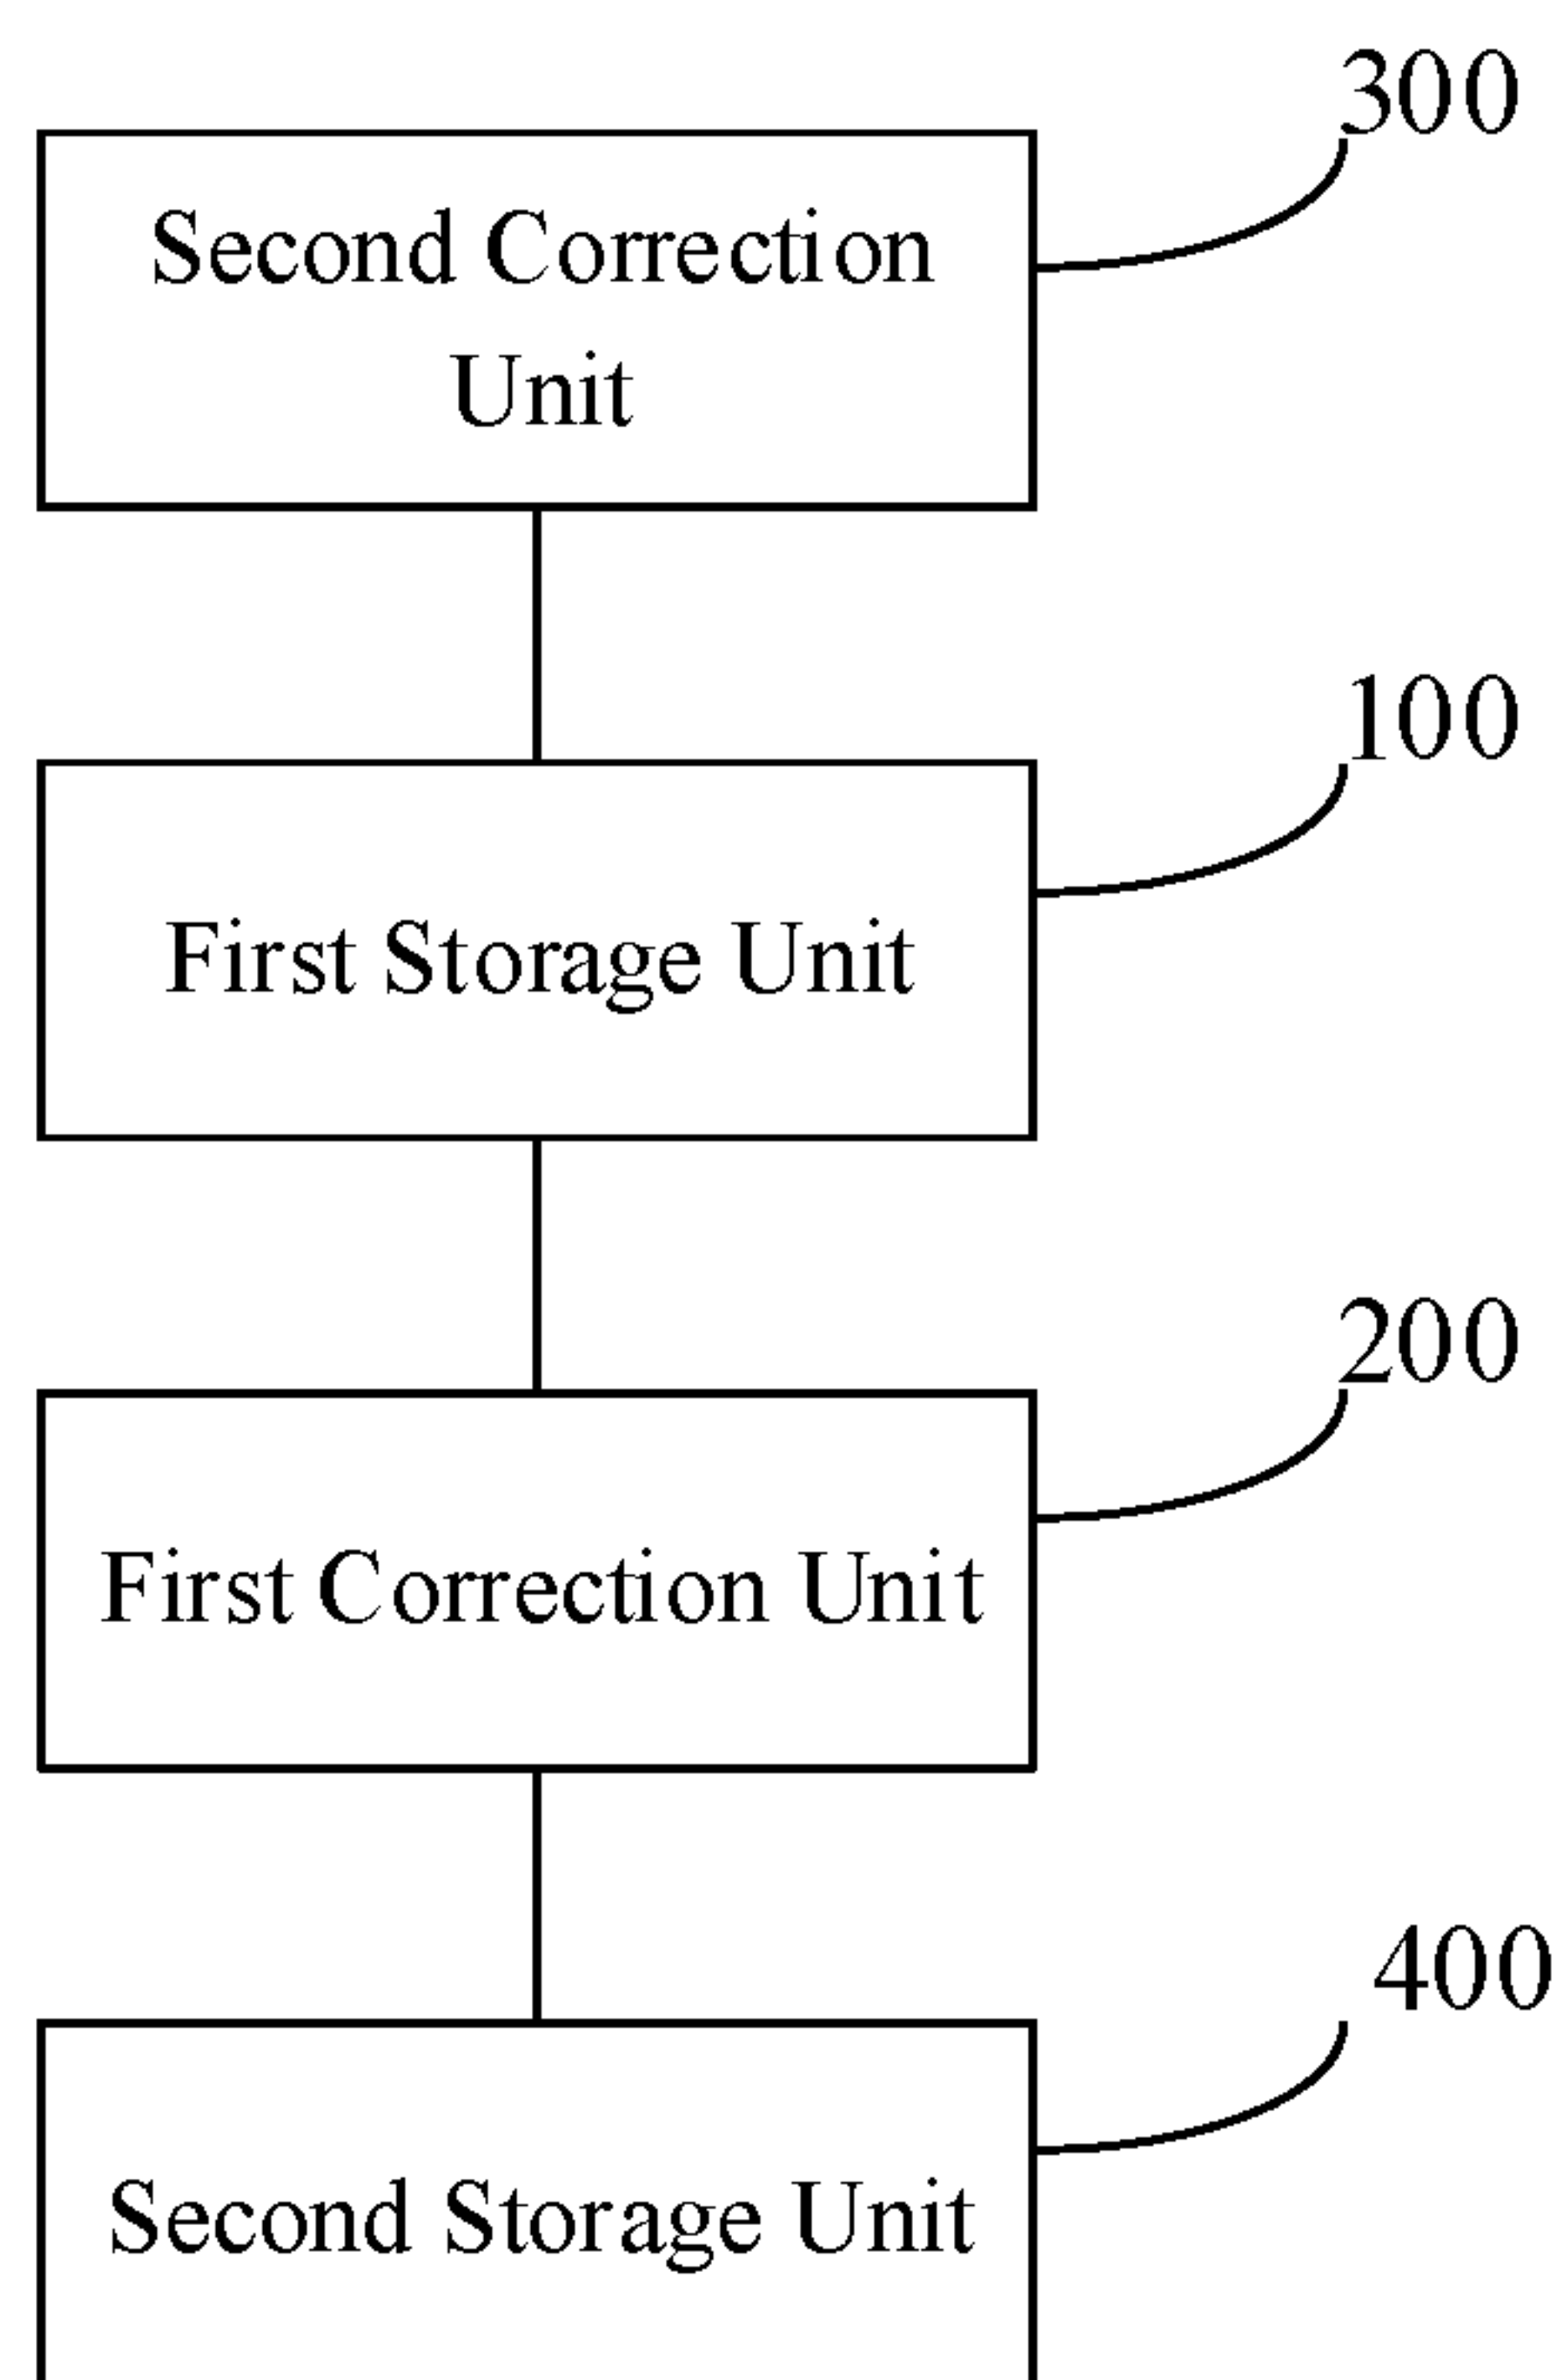 300
Second Correction
Unit
100
First Storage Unit
200
First Correction Unit
400
Second Storage Unit